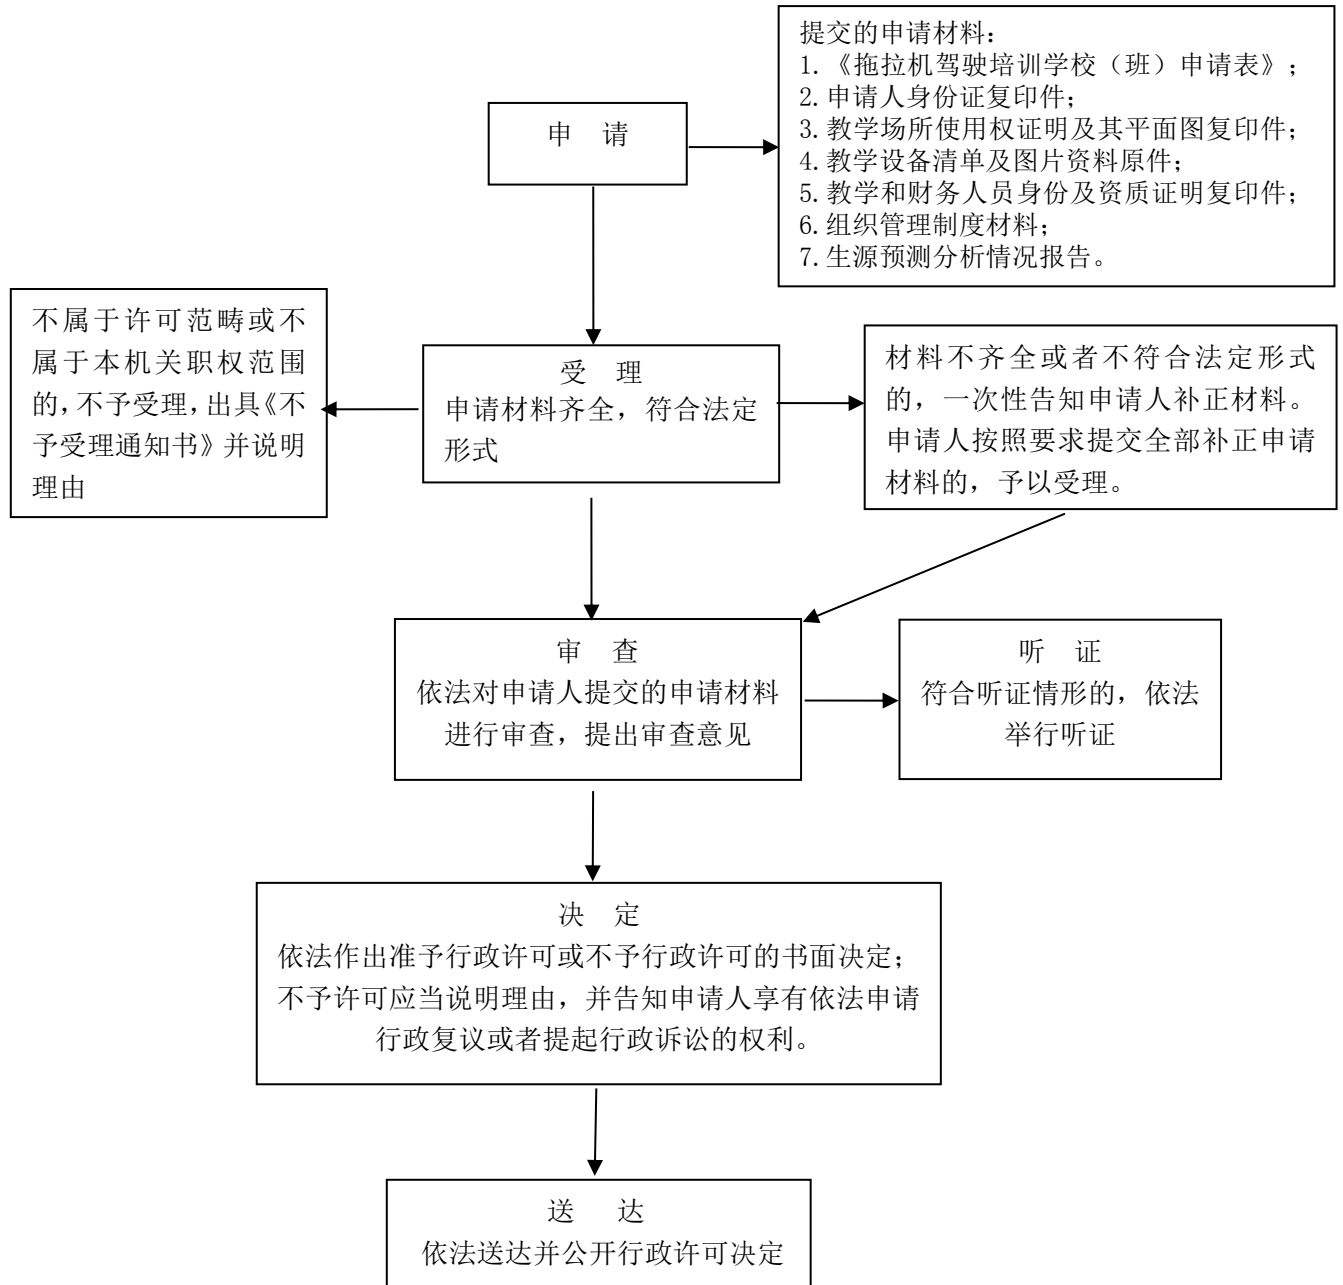 申 请
提交的申请材料：
1.《拖拉机驾驶培训学校（班）申请表》；
2.申请人身份证复印件；
3.教学场所使用权证明及其平面图复印件；
4.教学设备清单及图片资料原件；
5.教学和财务人员身份及资质证明复印件；
6.组织管理制度材料；
7.生源预测分析情况报告。
不属于许可范畴或不
属于本机关职权范围
的，不予受理，出具《不
予受理通知书》并说明
理由
受 理
申请材料齐全，符合法定
形式
材料不齐全或者不符合法定形式
的，一次性告知申请人补正材料。
申请人按照要求提交全部补正申请
材料的，予以受理。
审 查
依法对申请人提交的申请材料
进行审查，提出审查意见
听 证
符合听证情形的，依法
举行听证
决 定
依法作出准予行政许可或不予行政许可的书面决定；
不予许可应当说明理由，并告知申请人享有依法申请
行政复议或者提起行政诉讼的权利。
送 达
依法送达并公开行政许可决定